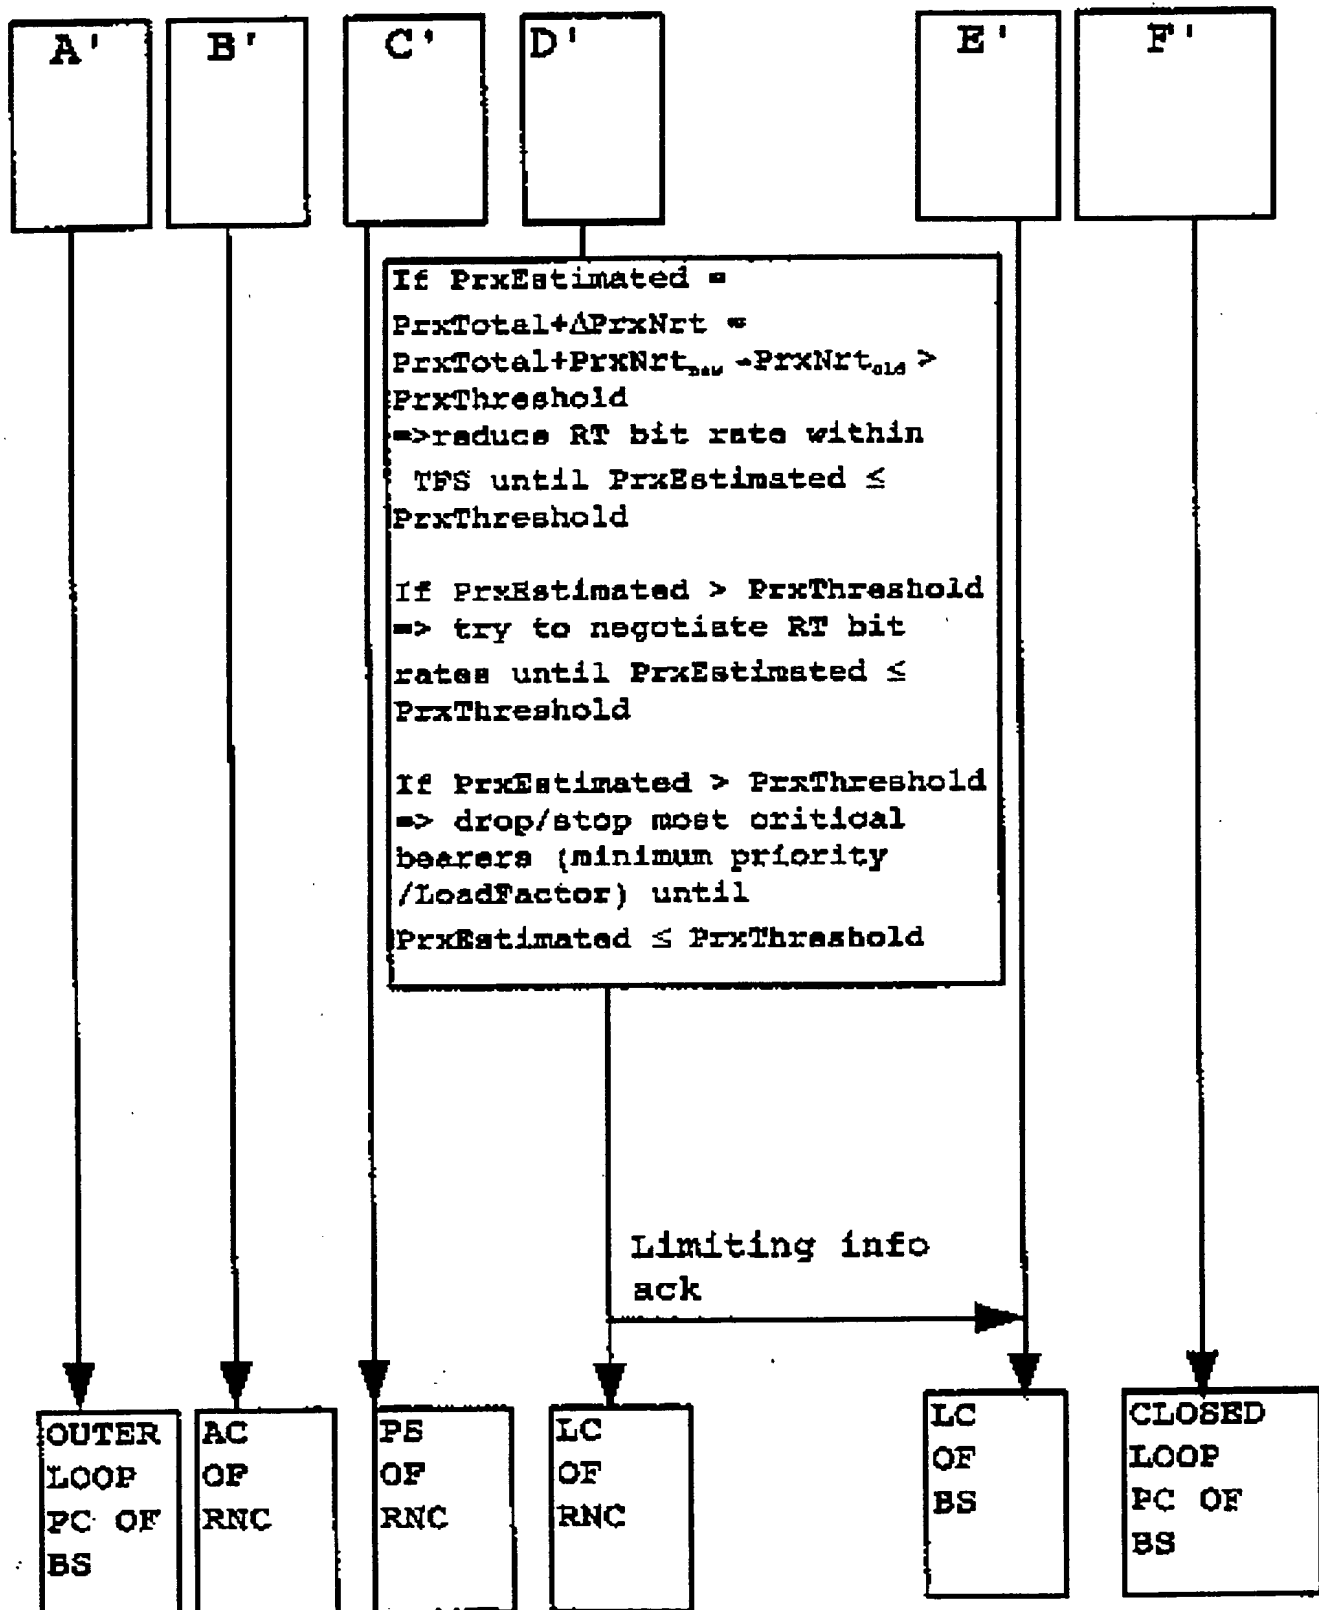 A'
B'
C'
D'
E'
F'
If PrxEstimated =
PrxTotal+ΔPrxNrt =
PrxTotal+PrxNrt_new -PrxNrt_old >
PrxThreshold
=>reduce RT bit rate within
TFS until PrxEstimated ≤
PrxThreshold
If PrxEstimated > PrxThreshold
=> try to negotiate RT bit
rates until PrxEstimated ≤
PrxThreshold
If PrxEstimated > PrxThreshold
=> drop/stop most critical
bearers (minimum priority
/LoadFactor) until
PrxEstimated ≤ PrxThreshold
Limiting info
ack
OUTER
LOOP
PC OF
BS
AC
OF
RNC
PS
OF
RNC
LC
OF
RNC
LC
OF
BS
CLOSED
LOOP
PC OF
BS